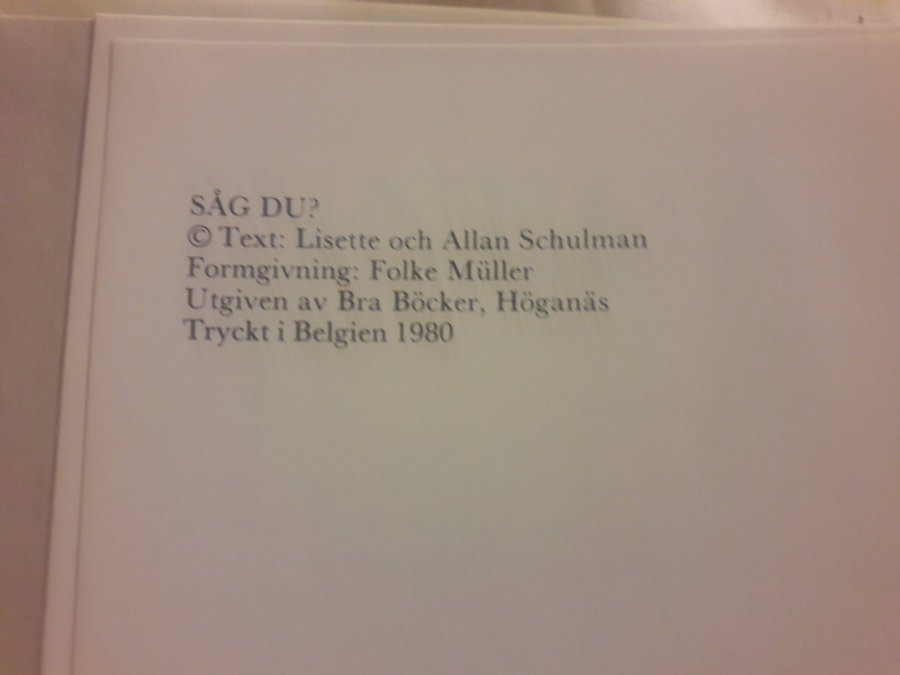 SÅG DU?
© Text: Lisette och Allan Schulman
Formgivning: Folke Müller
Utgiven av Bra Böcker, Höganäs
Tryckt i Belgien 1980